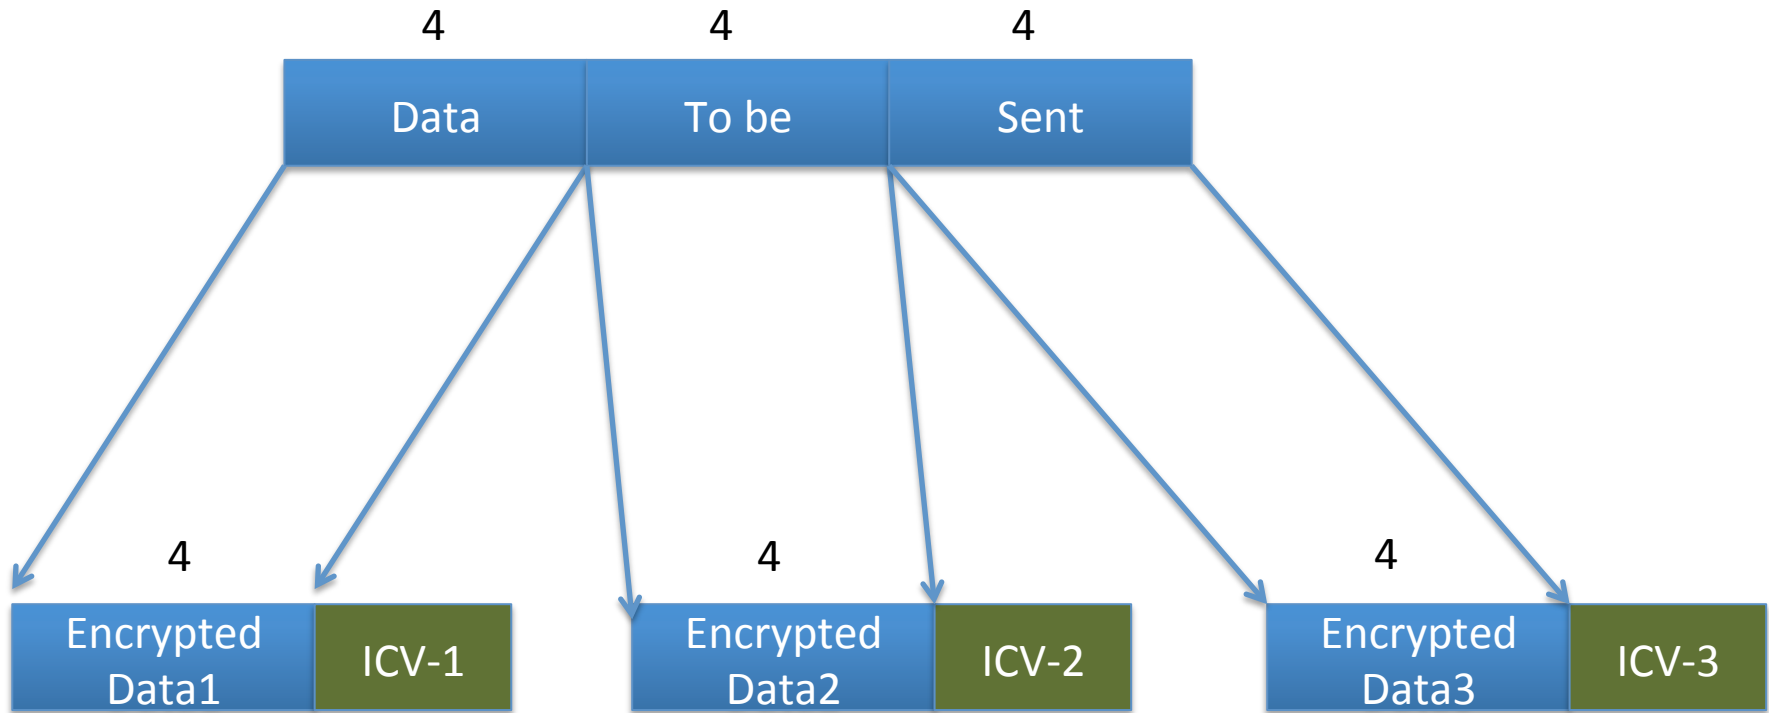 4 4 4
Data To be Sent
4 4 4
Encrypted
Data1
ICV-1
Encrypted
Data2
ICV-2
Encrypted
Data3
ICV-3